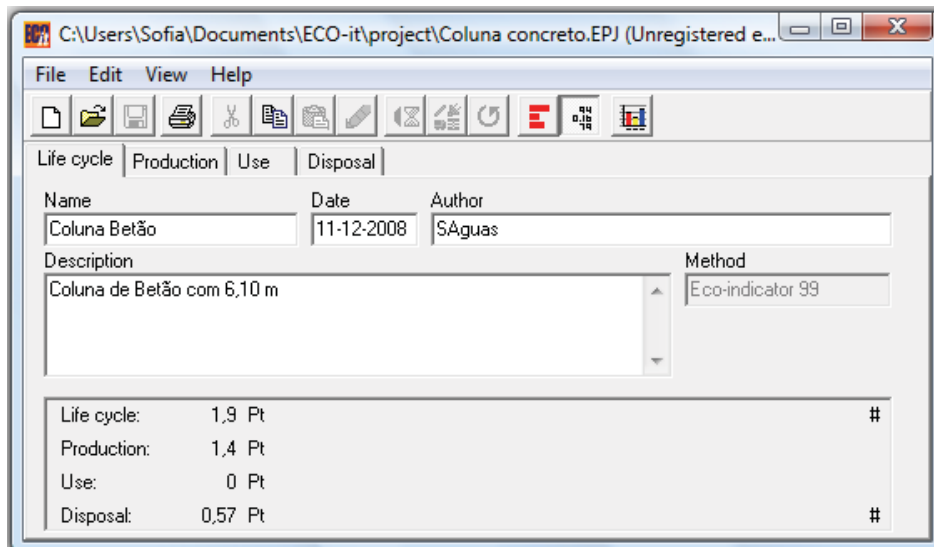 C:\Users\Sofia\Documents\ECO-it\project\Coluna concreto.EPJ (Unregistered e...
File Edit View Help
Life cycle Production Use Disposal
Name Date Author
Coluna Betão 11-12-2008 SAguas
Description Method
Coluna de Betão com 6,10 m Eco-indicator 99
Life cycle: 1,9 Pt #
Production: 1,4 Pt
Use: 0 Pt
Disposal: 0,57 Pt #